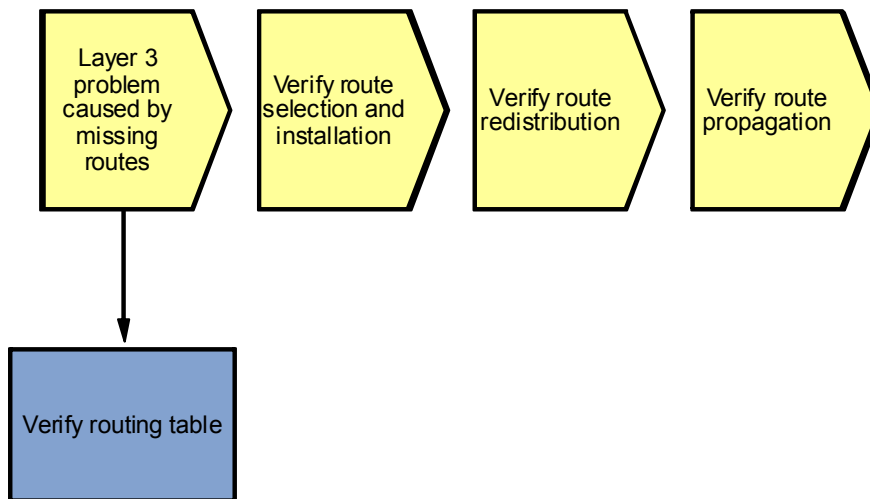 Layer 3
problem
caused by
missing
routes
Verify route
selection and
installation
Verify route
redistribution
Verify route
propagation
Verify routing table